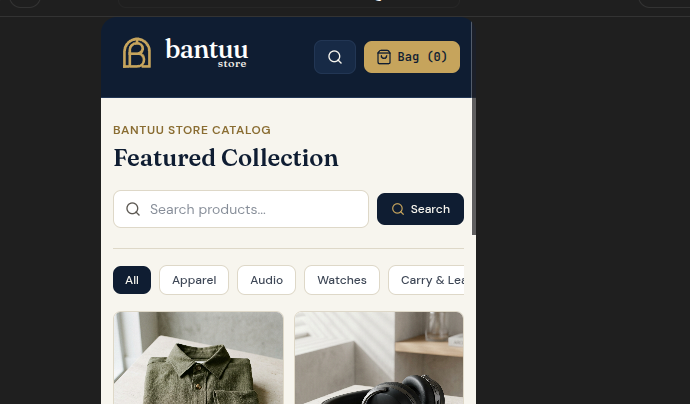 bantuu
store
Bag (0)
BANTUU STORE CATALOG
Featured Collection
Search products...
Search
All
Apparel
Audio
Watches
Carry & Lea